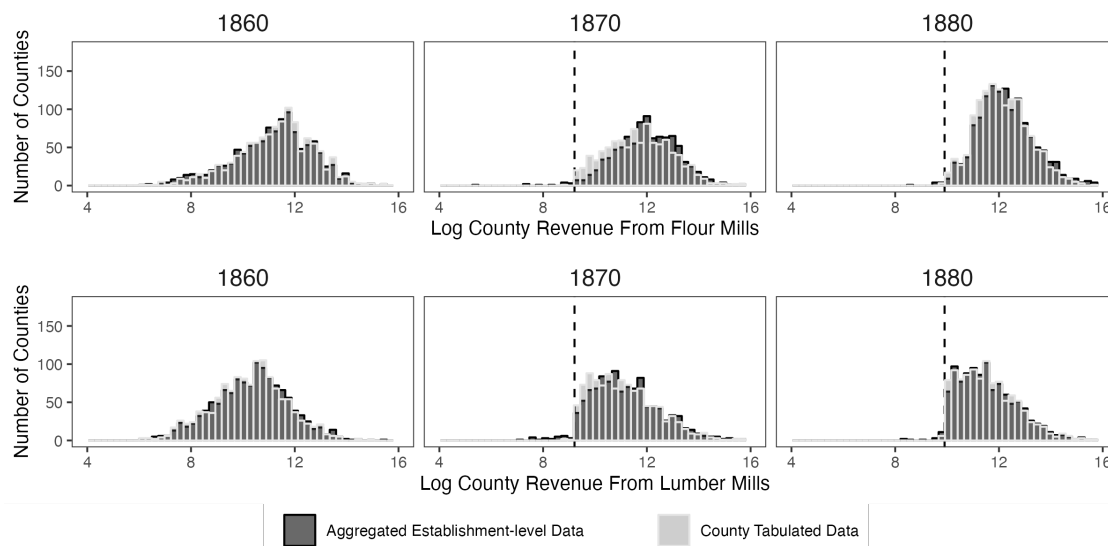 1860 1870 1880
Number of Counties
150
100
50
0
4 8 12 16 4 8 12 16 4 8 12 16
Log County Revenue From Flour Mills
1860 1870 1880
Number of Counties
150
100
50
0
4 8 12 16 4 8 12 16 4 8 12 16
Log County Revenue From Lumber Mills
Aggregated Establishment-level Data County Tabulated Data